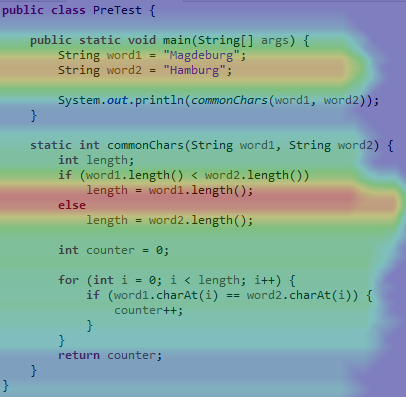 public class PreTest {
public static void main(String[] args) {
String word1 = "Magdeburg";
String word2 = "Hamburg";
System.out.println(commonChars(word1, word2));
}
static int commonChars(String word1, String word2) {
int length;
if (word1.length() < word2.length())
length = word1.length();
else
length = word2.length();
int counter = 0;
for (int i = 0; i < length; i++) {
if (word1.charAt(i) == word2.charAt(i)) {
counter++;
}
}
return counter;
}
}